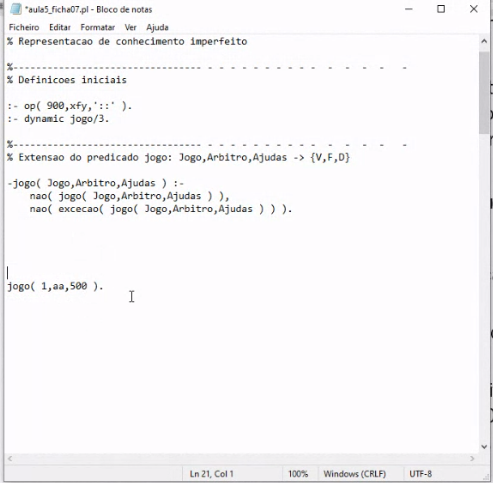 *aula5_ficha07.pl - Bloco de notas
Ficheiro Editar Formatar Ver Ajuda
% Representacao de conhecimento imperfeito
%------------------------------ - - - - - - - - - - - - - - -
% Definicoes iniciais
:- op( 900,xfy,'::' ).
:- dynamic jogo/3.
%------------------------------ - - - - - - - - - - - - - - -
% Extensao do predicado jogo: Jogo,Arbitro,Ajudas -> {V,F,D}
-jogo( Jogo,Arbitro,Ajudas ) :-
nao( jogo( Jogo,Arbitro,Ajudas ) ),
nao( excecao( jogo( Jogo,Arbitro,Ajudas ) ) ).
jogo( 1,aa,500 ).
Ln 21, Col 1 100% Windows (CRLF) UTF-8